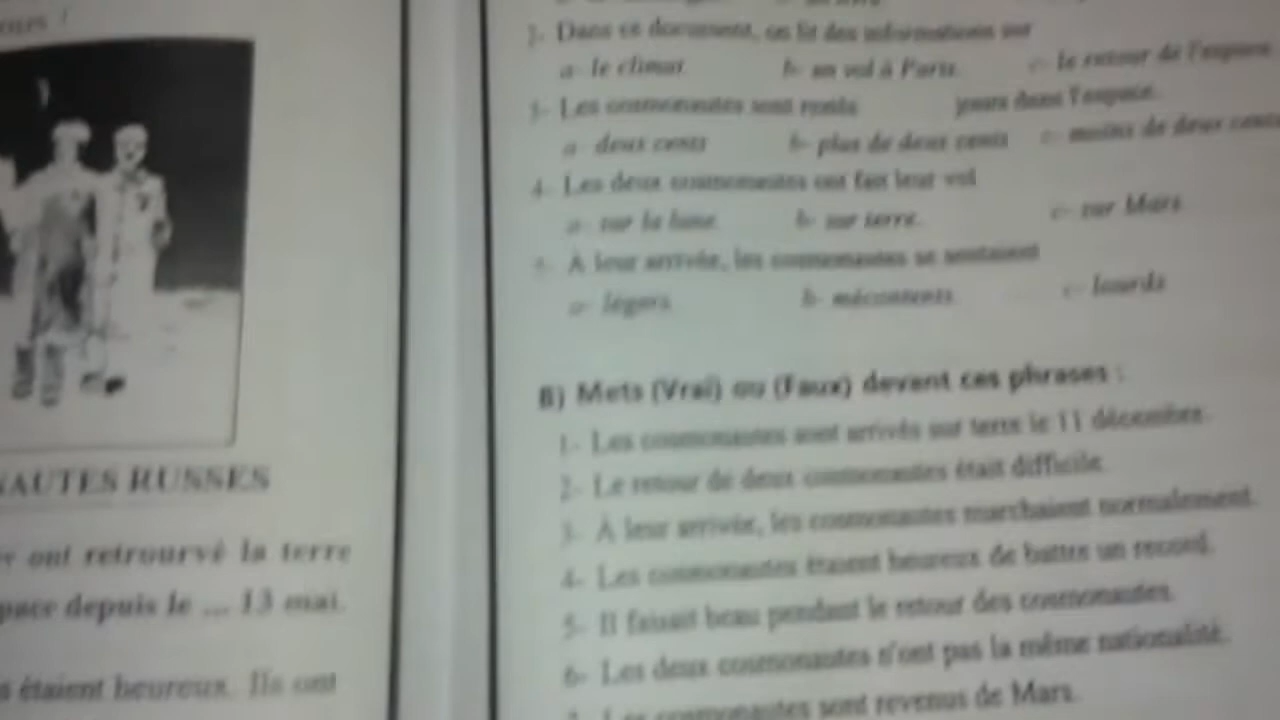 NAUTES RUSSES
ont retrourvé la terre
pace depuis le ... 13 mai.
étaient heureux. Ils ont
2- Dans ce document, on lit des informations sur
a- le climat. b- un vol à Paris. c- le retour de l'espace.
3- Les cosmonautes sont restés jours dans l'espace.
a- deux cents b- plus de deux cents c- moins de deux cents
4- Les deux cosmonautes ont fait leur vol
a- sur la lune. b- sur terre. c- sur Mars.
5- À leur arrivée, les cosmonautes se sentaient
a- légers. b- mécontents. c- lourds.
B) Mets (Vrai) ou (Faux) devant ces phrases :
1- Les cosmonautes sont arrivés sur terre le 11 décembre.
2- Le retour de deux cosmonautes était difficile.
3- À leur arrivée, les cosmonautes marchaient normalement.
4- Les cosmonautes étaient heureux de battre un record.
5- Il faisait beau pendant le retour des cosmonautes.
6- Les deux cosmonautes n'ont pas la même nationalité.
7- Les cosmonautes sont revenus de Mars.